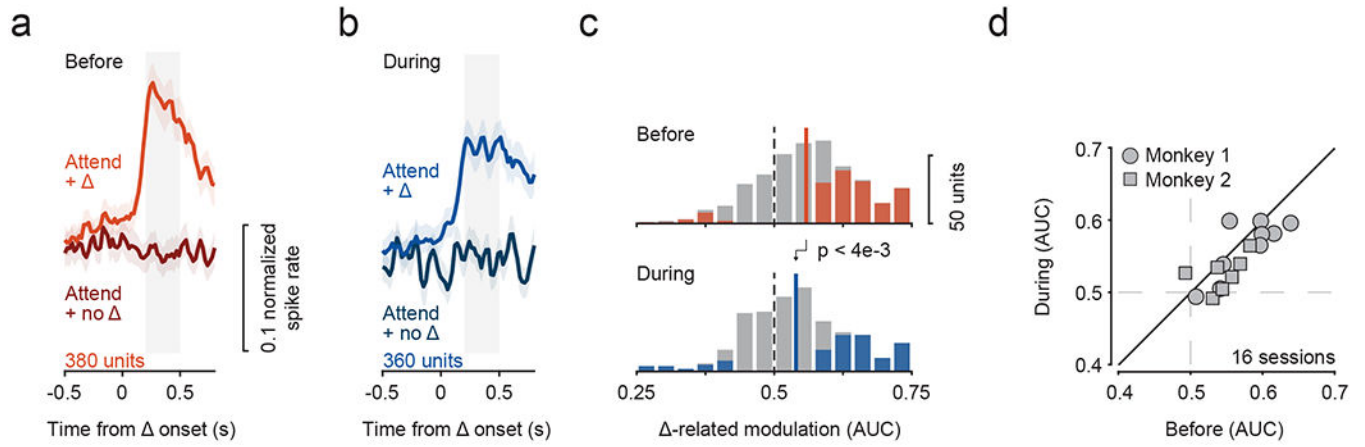 a
Before
Attend
+ Δ
Attend
+ no Δ
380 units
0.1 normalized
spike rate
-0.5 0 0.5
Time from Δ onset (s)
b
During
Attend
+ Δ
Attend
+ no Δ
360 units
-0.5 0 0.5
Time from Δ onset (s)
c
Before
50 units
p < 4e-3
During
0.25 0.5 0.75
Δ-related modulation (AUC)
d
0.7
Monkey 1
Monkey 2
0.6
0.5
0.4
During (AUC)
16 sessions
0.4 0.5 0.6 0.7
Before (AUC)